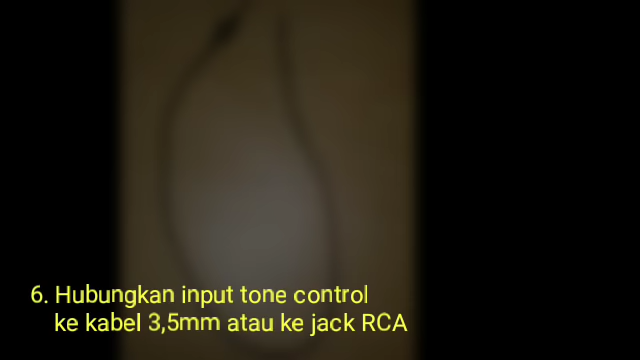 6. Hubungkan input tone control
ke kabel 3,5mm atau ke jack RCA